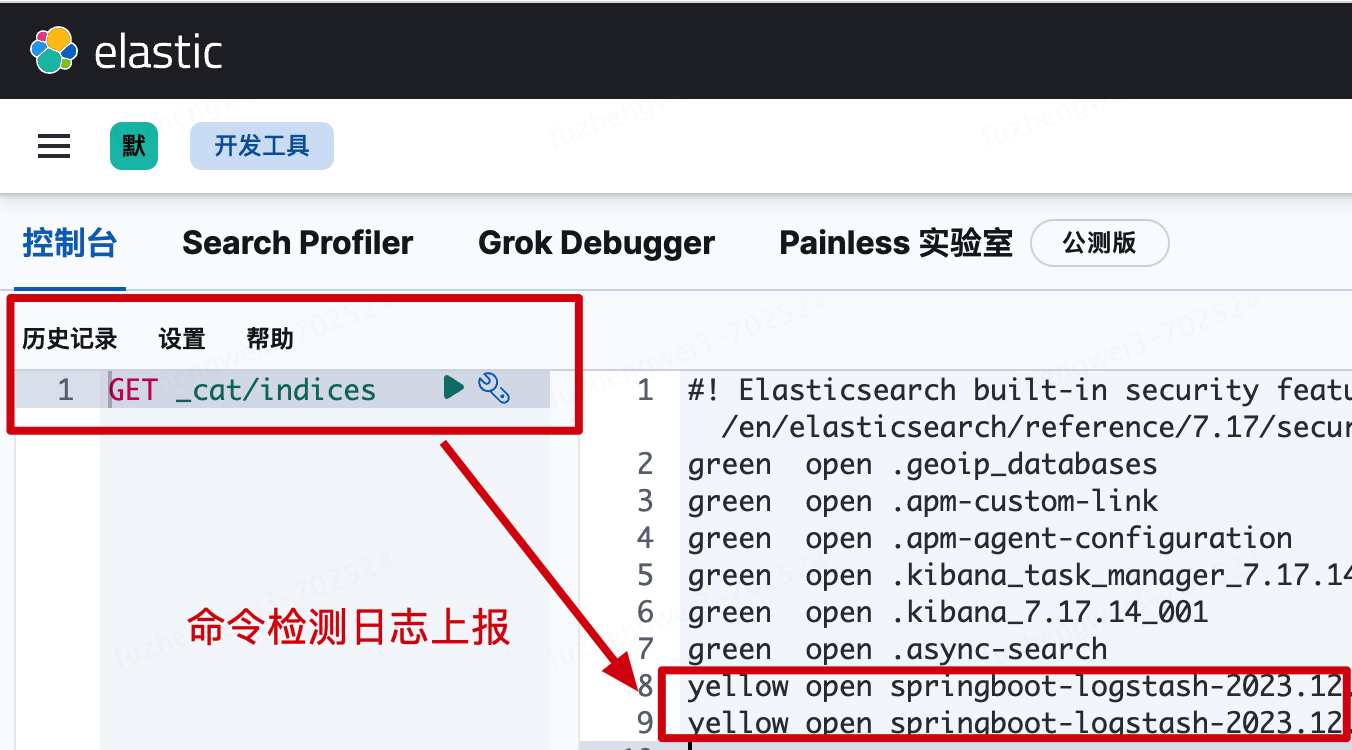 elastic
默
开发工具
控制台 Search Profiler Grok Debugger Painless 实验室 公测版
历史记录 设置 帮助
1 GET _cat/indices
1 #! Elasticsearch built-in security featu
/en/elasticsearch/reference/7.17/secur
2 green open .geoip_databases
3 green open .apm-custom-link
4 green open .apm-agent-configuration
5 green open .kibana_task_manager_7.17.14
6 green open .kibana_7.17.14_001
命令检测日志上报
7 green open .async-search
8 yellow open springboot-logstash-2023.12.
9 yellow open springboot-logstash-2023.12.
10
fuzhengwei3-702524